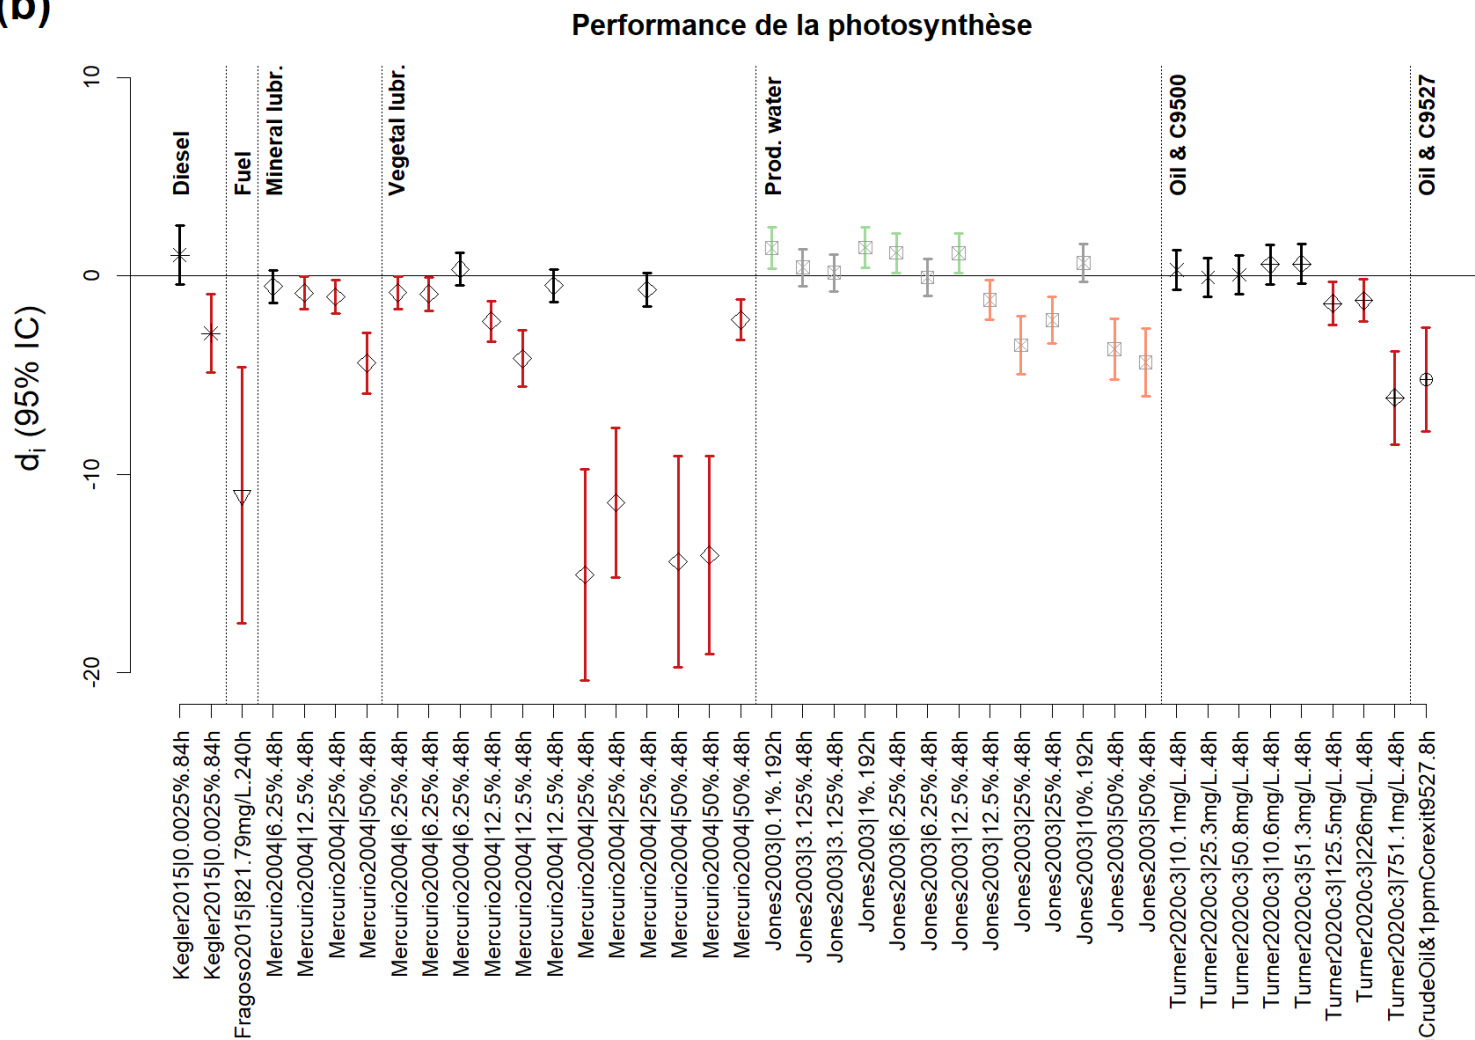 (b)
Performance de la photosynthèse
10
0
-10
-20
di (95% IC)
Diesel
Fuel
Mineral lubr.
Vegetal lubr.
Prod. water
Oil & C9500
Oil & C9527
Kegler2015|0.0025%.84h
Kegler2015|0.0025%.84h
Fragoso2015|821.79mg/L.240h
Mercurio2004|6.25%.48h
Mercurio2004|12.5%.48h
Mercurio2004|25%.48h
Mercurio2004|50%.48h
Mercurio2004|6.25%.48h
Mercurio2004|6.25%.48h
Mercurio2004|6.25%.48h
Mercurio2004|12.5%.48h
Mercurio2004|12.5%.48h
Mercurio2004|12.5%.48h
Mercurio2004|25%.48h
Mercurio2004|25%.48h
Mercurio2004|25%.48h
Mercurio2004|50%.48h
Mercurio2004|50%.48h
Mercurio2004|50%.48h
Jones2003|0.1%.192h
Jones2003|3.125%.48h
Jones2003|3.125%.48h
Jones2003|1%.192h
Jones2003|6.25%.48h
Jones2003|6.25%.48h
Jones2003|12.5%.48h
Jones2003|12.5%.48h
Jones2003|25%.48h
Jones2003|25%.48h
Jones2003|10%.192h
Jones2003|50%.48h
Jones2003|50%.48h
Turner2020c3|10.1mg/L.48h
Turner2020c3|25.3mg/L.48h
Turner2020c3|50.8mg/L.48h
Turner2020c3|10.6mg/L.48h
Turner2020c3|51.3mg/L.48h
Turner2020c3|125.5mg/L.48h
Turner2020c3|226mg/L.48h
Turner2020c3|751.1mg/L.48h
CrudeOil&1ppmCorexit9527.8h